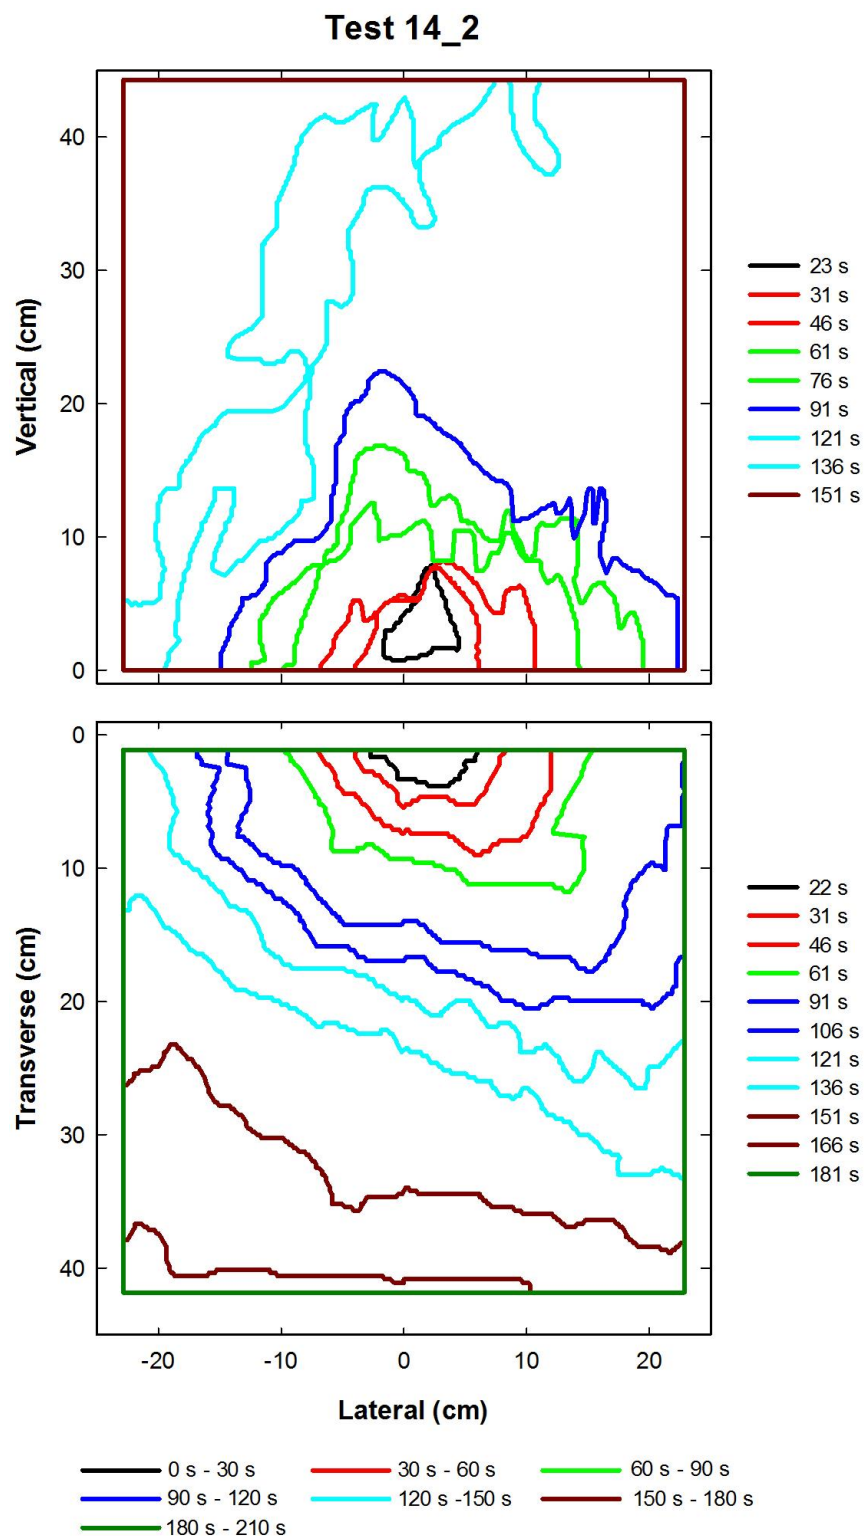 Test 14_2
40
30
20
10
0
Vertical (cm)
23 s
31 s
46 s
61 s
76 s
91 s
121 s
136 s
151 s
0
10
20
30
40
Transverse (cm)
22 s
31 s
46 s
61 s
91 s
106 s
121 s
136 s
151 s
166 s
181 s
-20 -10 0 10 20
Lateral (cm)
0 s - 30 s 30 s - 60 s 60 s - 90 s
90 s - 120 s 120 s -150 s 150 s - 180 s
180 s - 210 s